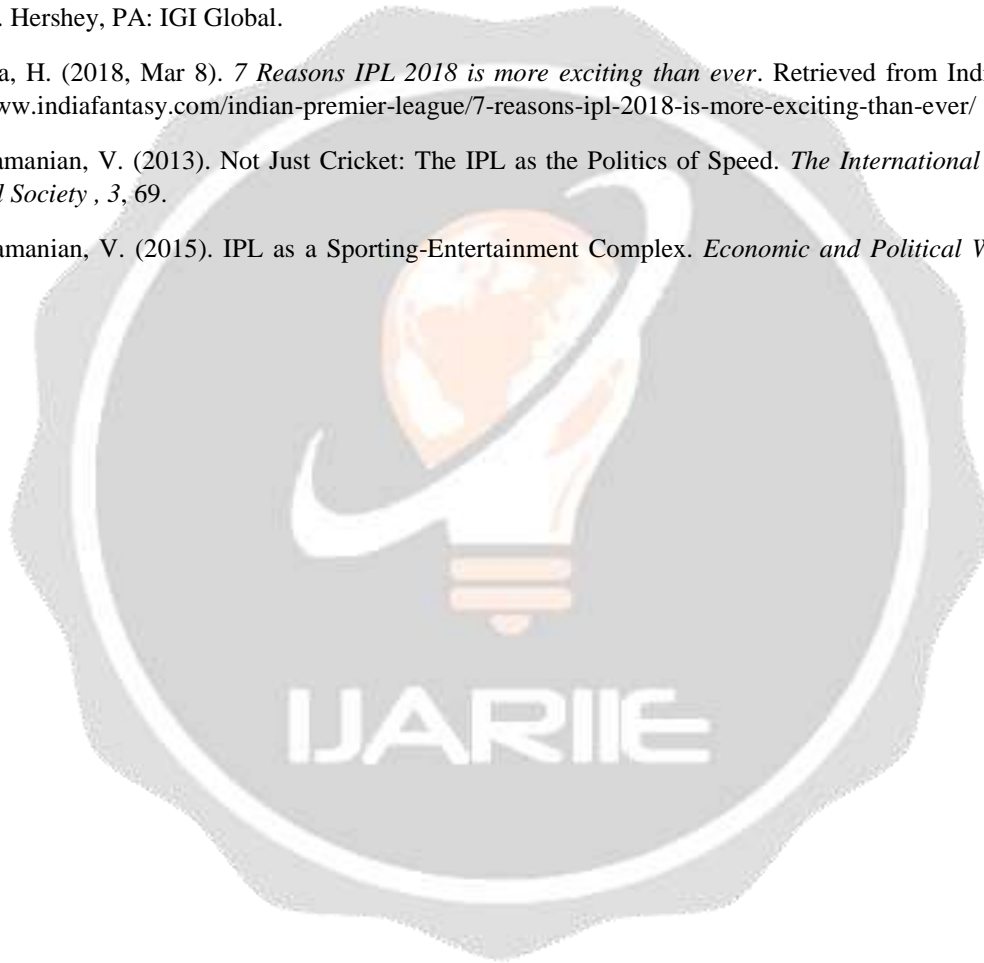 . Hershey, PA: IGI Global.
a, H. (2018, Mar 8). 7 Reasons IPL 2018 is more exciting than ever. Retrieved from Indi
ww.indiafantasy.com/indian-premier-league/7-reasons-ipl-2018-is-more-exciting-than-ever/
amanian, V. (2013). Not Just Cricket: The IPL as the Politics of Speed. The International
l Society , 3, 69.
amanian, V. (2015). IPL as a Sporting-Entertainment Complex. Economic and Political W
IJARIIE